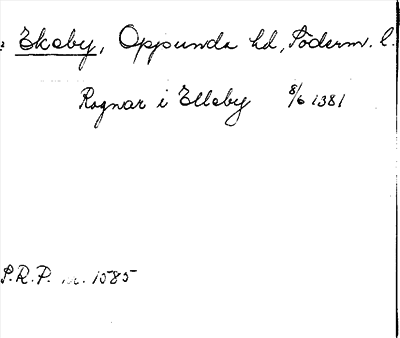 : Ekeby, Oppunda hd, Söderm. l.
Ragnar i Elleby 8/6 1381
S.R.P. nr. 1585